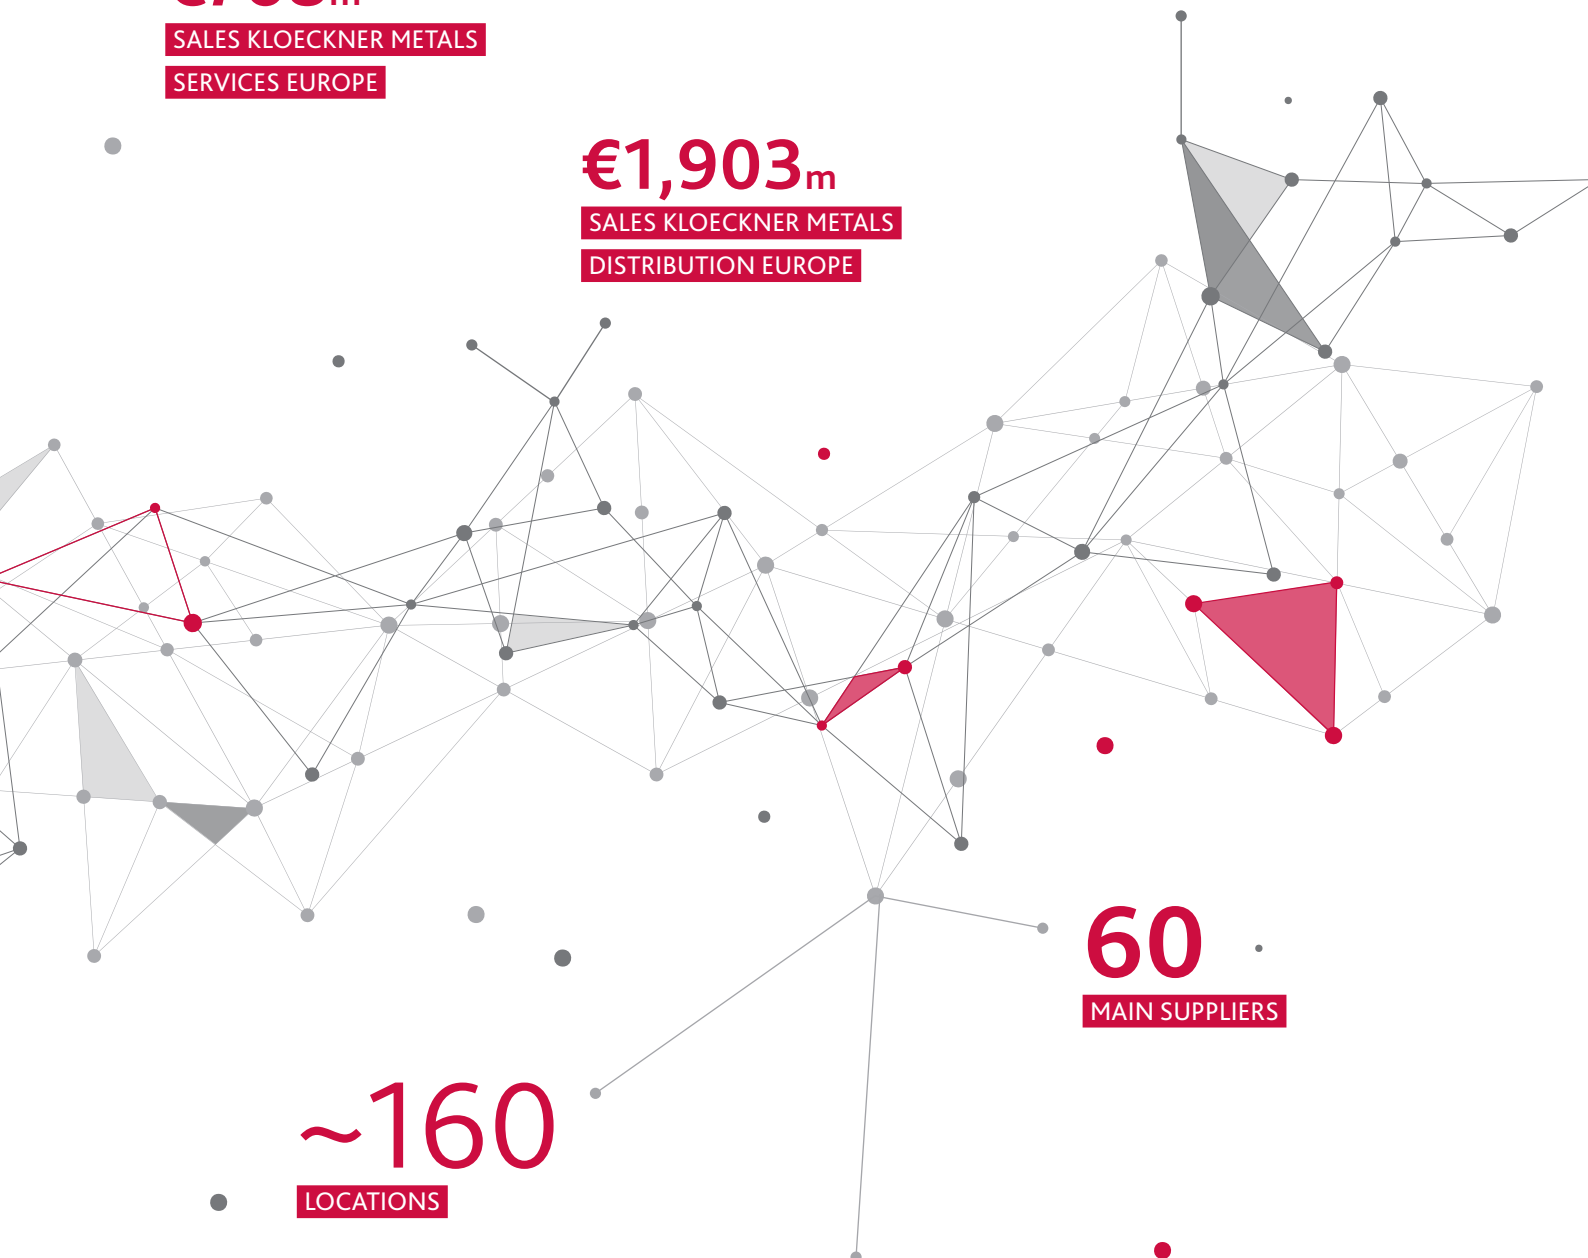 SALES KLOECKNER METALS
SERVICES EUROPE
€1,903m
SALES KLOECKNER METALS
DISTRIBUTION EUROPE
60
MAIN SUPPLIERS
~160
LOCATIONS